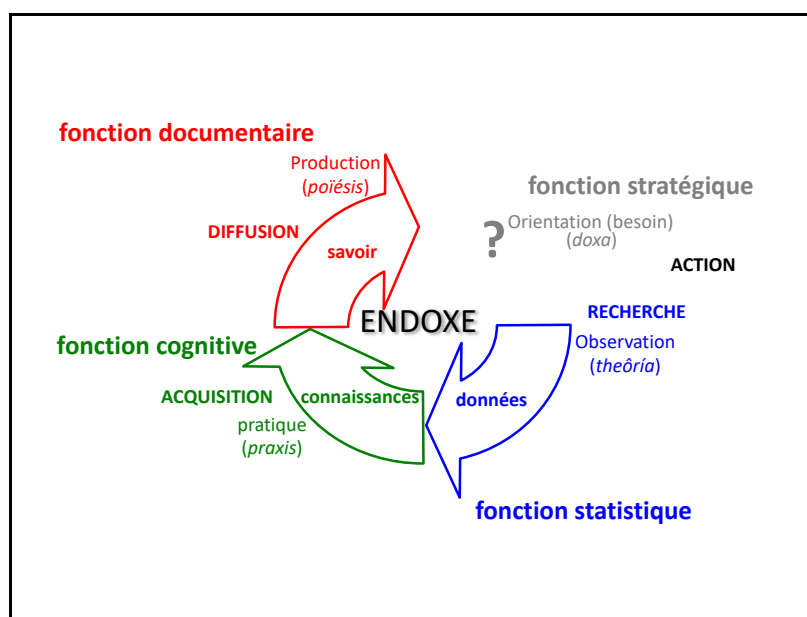 fonction documentaire
Production
(poïésis)
DIFFUSION
savoir
fonction stratégique
?
Orientation (besoin)
(doxa)
ACTION
ENDOXE
RECHERCHE
Observation
(theôría)
données
fonction cognitive
ACQUISITION
connaissances
pratique
(praxis)
fonction statistique